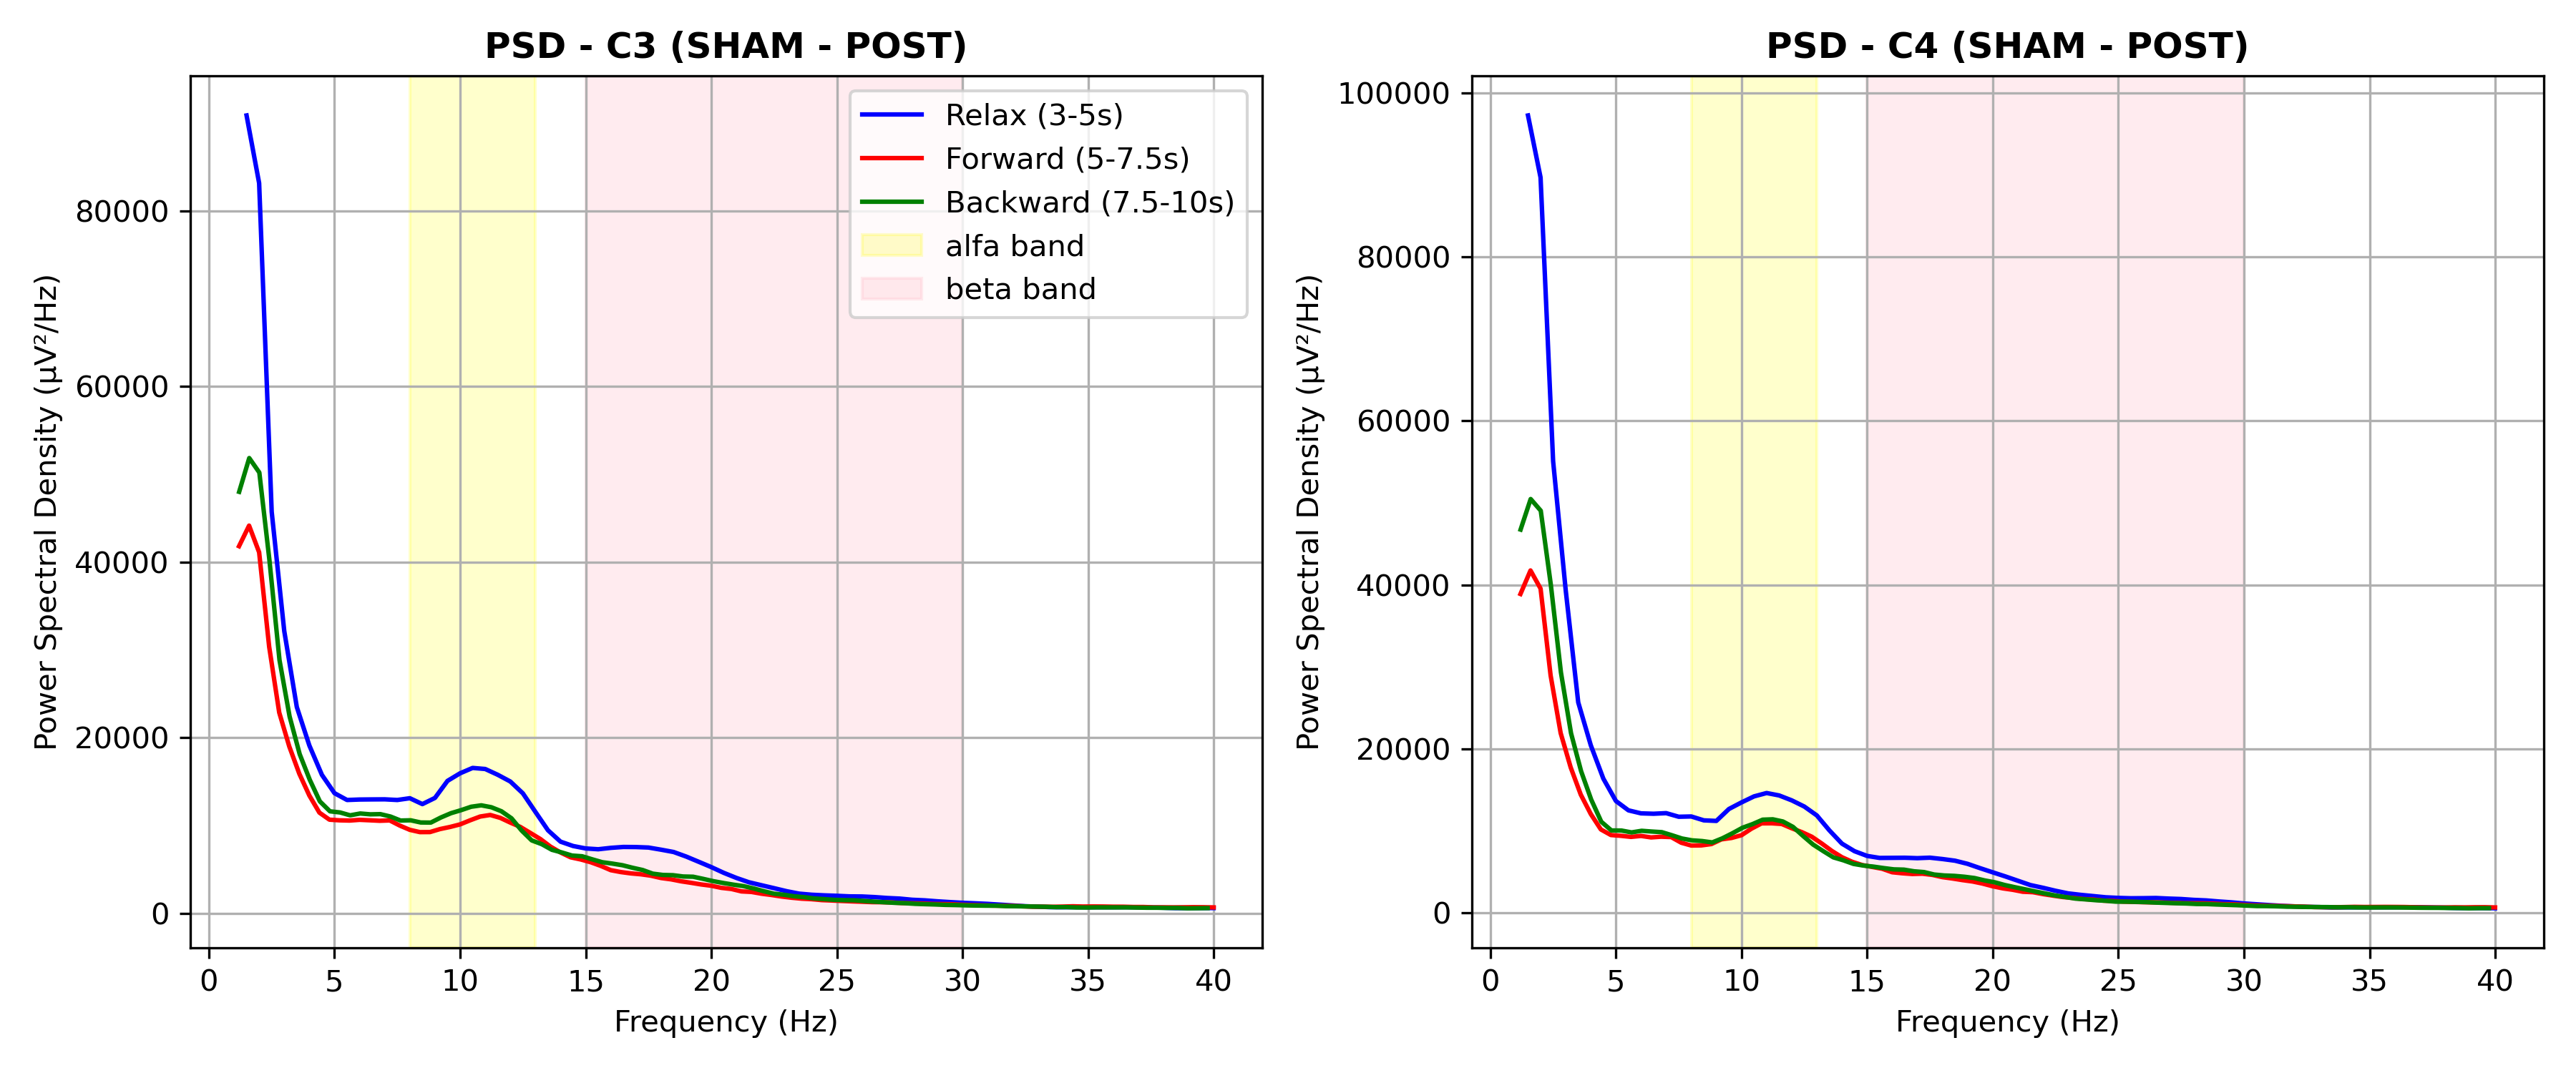 PSD - C3 (SHAM - POST)
Power Spectral Density (µV²/Hz)
80000
60000
40000
20000
0
0 5 10 15 20 25 30 35 40
Frequency (Hz)
Relax (3-5s)
Forward (5-7.5s)
Backward (7.5-10s)
alfa band
beta band
PSD - C4 (SHAM - POST)
Power Spectral Density (µV²/Hz)
100000
80000
60000
40000
20000
0
0 5 10 15 20 25 30 35 40
Frequency (Hz)